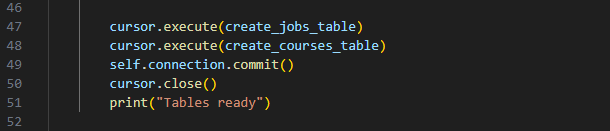 46
47 cursor.execute(create_jobs_table)
48 cursor.execute(create_courses_table)
49 self.connection.commit()
50 cursor.close()
51 print("Tables ready")
52